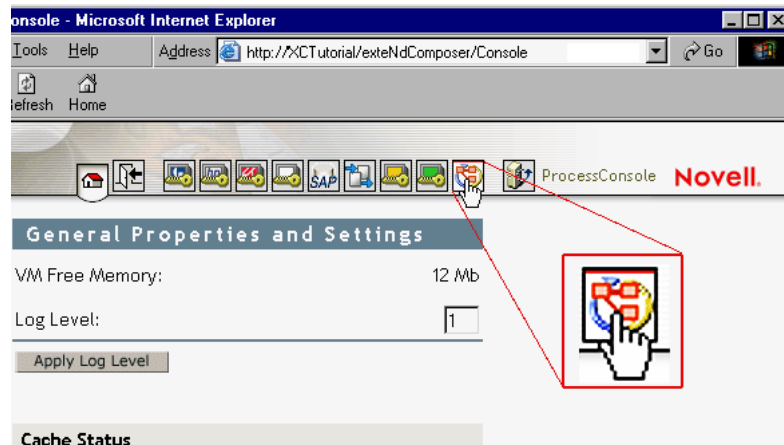 onsole - Microsoft Internet Explorer
Tools Help Address http://XCTutorial/exteNdComposer/Console Go
efresh Home
SAP ProcessConsole Novell.
General Properties and Settings
VM Free Memory: 12 Mb
Log Level: 1
Apply Log Level
Cache Status